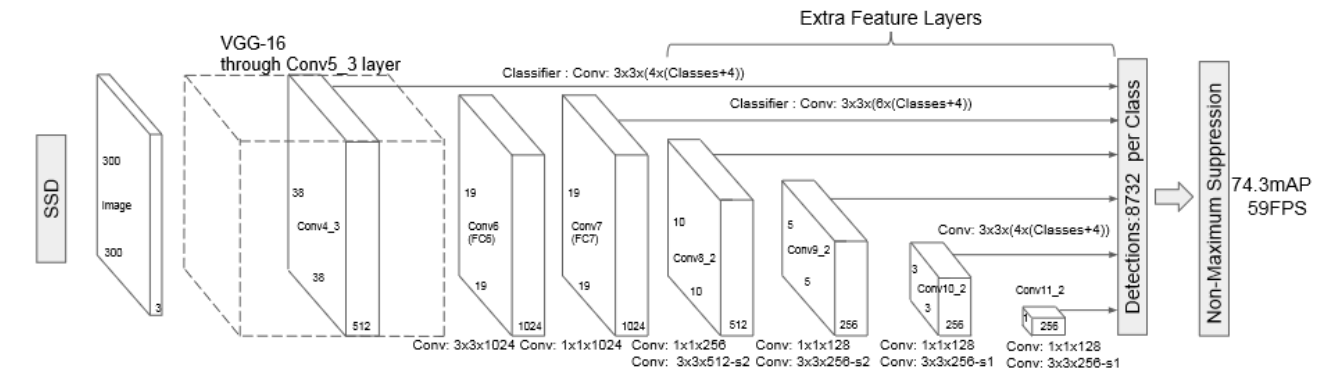 Extra Feature Layers
VGG-16
through Conv5_3 layer
Classifier : Conv: 3x3x(4x(Classes+4))
Classifier : Conv: 3x3x(6x(Classes+4))
SSD
300
Image
300
3
38
Conv4_3
38
512
19
Conv6
(FC6)
19
1024
19
Conv7
(FC7)
19
1024
10
Conv8_2
10
512
5
Conv9_2
5
256
Conv: 3x3x(4x(Classes+4))
3
Conv10_2
3
256
Conv11_2
1
256
Detections:8732 per Class
Non-Maximum Suppression
74.3mAP
59FPS
Conv: 3x3x1024
Conv: 1x1x1024
Conv: 1x1x256
Conv: 3x3x512-s2
Conv: 1x1x128
Conv: 3x3x256-s2
Conv: 1x1x128
Conv: 3x3x256-s1
Conv: 1x1x128
Conv: 3x3x256-s1